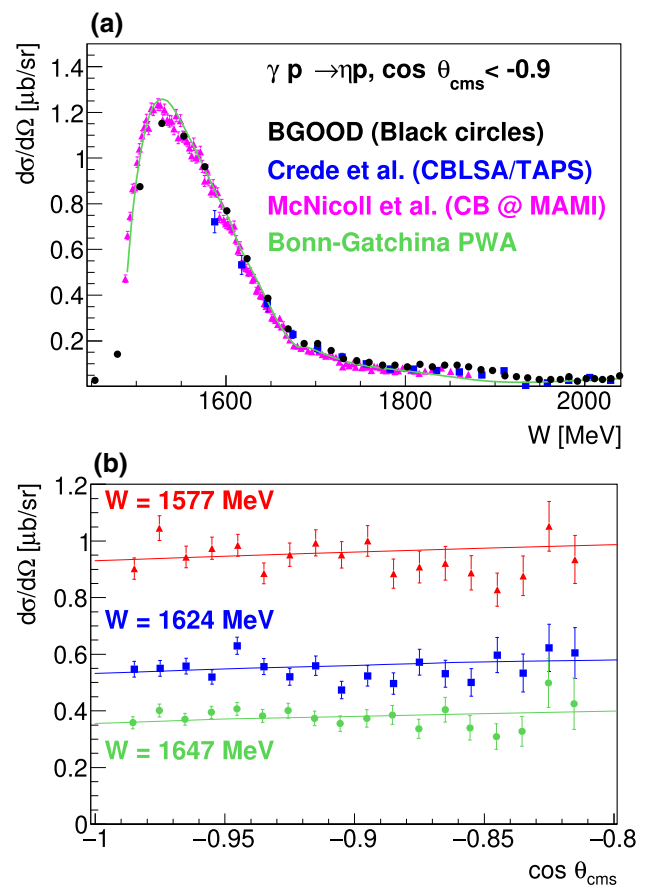 (a)
dσ/dΩ [μb/sr]
1.4
1.2
1
0.8
0.6
0.4
0.2
γ p →ηp, cos θcms< -0.9
BGOOD (Black circles)
Crede et al. (CBLSA/TAPS)
McNicoll et al. (CB @ MAMI)
Bonn-Gatchina PWA
1600 1800 2000
W [MeV]
(b)
dσ/dΩ [μb/sr]
1.2
1
0.8
0.6
0.4
0.2
0
W = 1577 MeV
W = 1624 MeV
W = 1647 MeV
−1 −0.95 −0.9 −0.85 −0.8
cos θcms